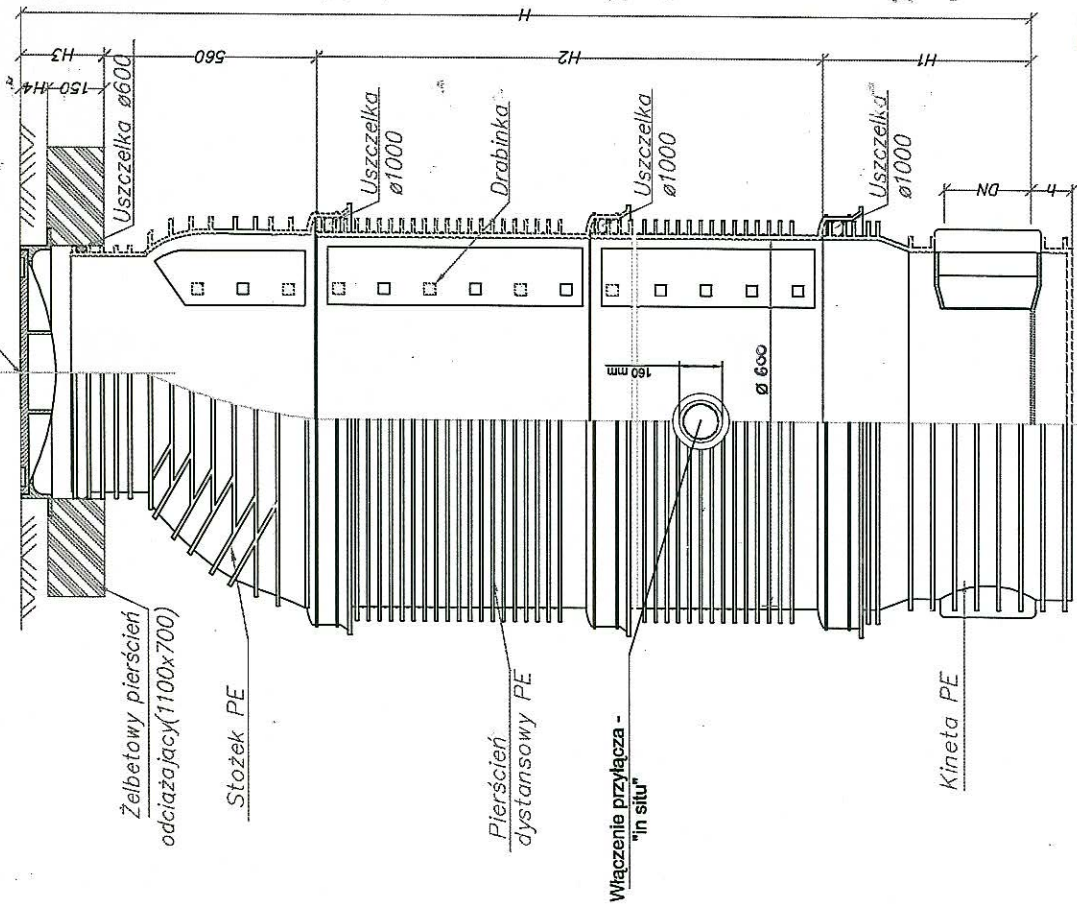 H
H3
560
H2
H1
H4
150
Uszczelka ø600
Żelbetowy pierścień
odciążający(1100x700)
Stożek PE
Uszczelka
ø1000
Drabinka
Pierścień
dystansowy PE
Uszczelka
ø1000
160 mm
Ø 600
Włączenie przyłącza -
"in situ"
Uszczelka
ø1000
DN
h
Kineta PE